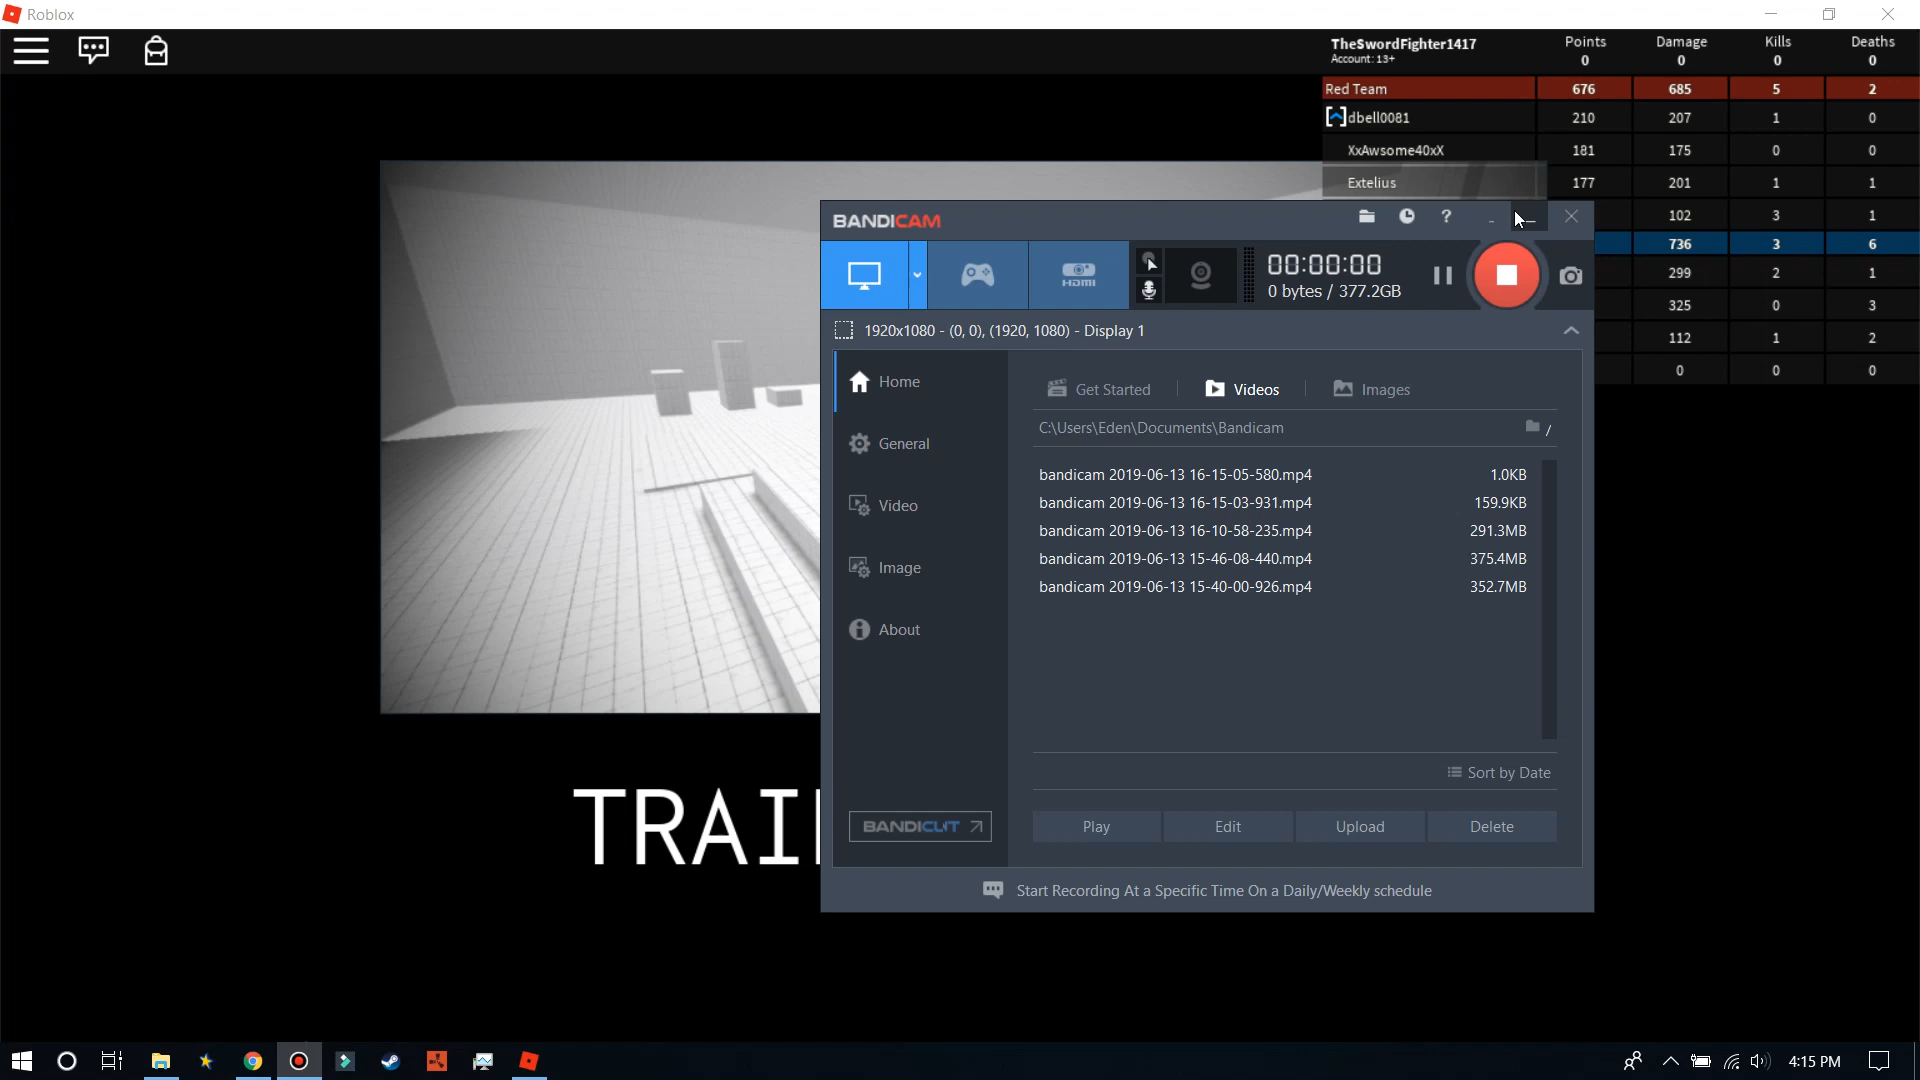 Roblox
TheSwordFighter1417
Account: 13+
Points Damage Kills Deaths
0 0 0 0
Red Team 676 685 5 2
dbell0081 210 207 1 0
XxAwsome40xX 181 175 0 0
Extelius 177 201 1 1
102 3 1
736 3 6
299 2 1
325 0 3
112 1 2
0 0 0
BANDICAM
?
HDMI
00:00:00
0 bytes / 377.2GB
1920x1080 - (0, 0), (1920, 1080) - Display 1
Home
General
Video
Image
About
BANDICUT
Get Started
Videos
Images
C:\Users\Eden\Documents\Bandicam
/
bandicam 2019-06-13 16-15-05-580.mp4 1.0KB
bandicam 2019-06-13 16-15-03-931.mp4 159.9KB
bandicam 2019-06-13 16-10-58-235.mp4 291.3MB
bandicam 2019-06-13 15-46-08-440.mp4 375.4MB
bandicam 2019-06-13 15-40-00-926.mp4 352.7MB
Sort by Date
Play Edit Upload Delete
Start Recording At a Specific Time On a Daily/Weekly schedule
TRAI
4:15 PM